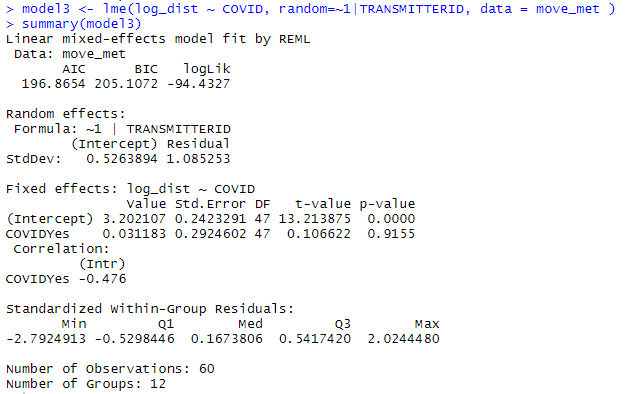 > model3 <- lme(log_dist ~ COVID, random=~1|TRANSMITTERID, data = move_met )
> summary(model3)
Linear mixed-effects model fit by REML
 Data: move_met
       AIC      BIC   logLik
  196.8654 205.1072 -94.4327

Random effects:
 Formula: ~1 | TRANSMITTERID
        (Intercept) Residual
StdDev:   0.5263894 1.085253

Fixed effects: log_dist ~ COVID
               Value Std.Error DF   t-value p-value
(Intercept) 3.202107 0.2423291 47 13.213875  0.0000
COVIDYes    0.031183 0.2924602 47  0.106622  0.9155
 Correlation:
         (Intr)
COVIDYes -0.476

Standardized Within-Group Residuals:
       Min         Q1        Med         Q3        Max
-2.7924913 -0.5298446  0.1673806  0.5417420  2.0244480

Number of Observations: 60
Number of Groups: 12